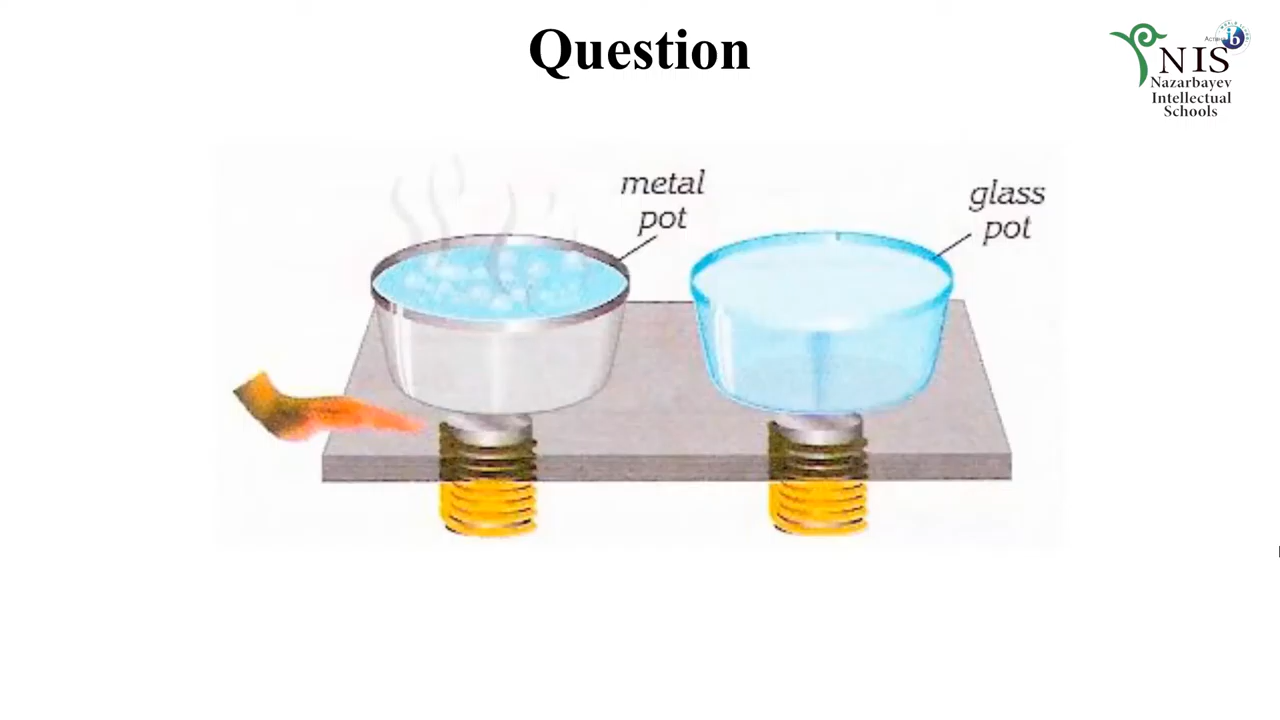 Question
NIS
Nazarbayev
Intellectual
Schools
metal
pot
glass
pot